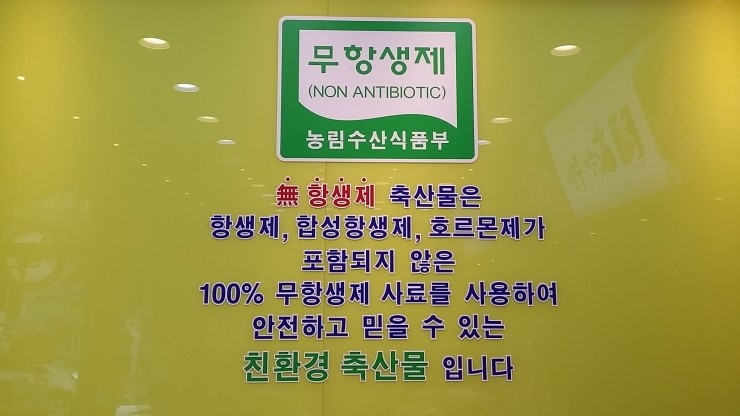 무항생제
(NON ANTIBIOTIC)
농림수산식품부
無 항생제 축산물은
항생제, 합성항생제, 호르몬제가
포함되지 않은
100% 무항생제 사료를 사용하여
안전하고 믿을 수 있는
친환경 축산물 입니다